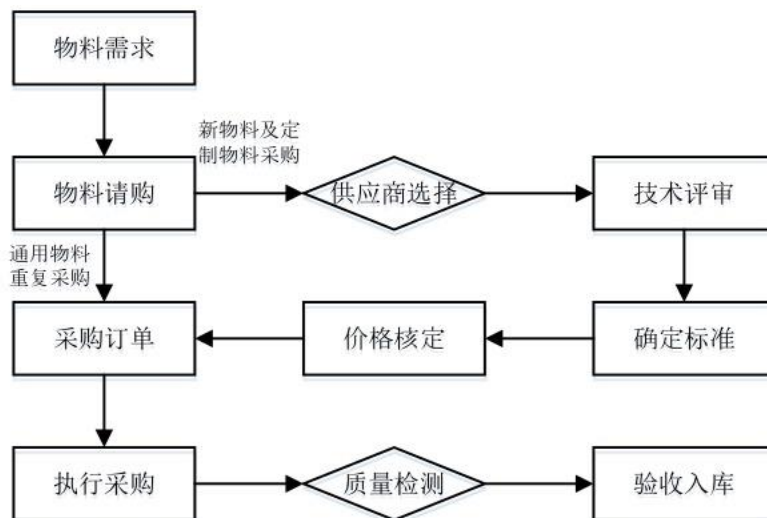 物料需求
新物料及定
制物料采购
物料请购
供应商选择
技术评审
通用物料
重复采购
采购订单
价格核定
确定标准
执行采购
质量检测
验收入库